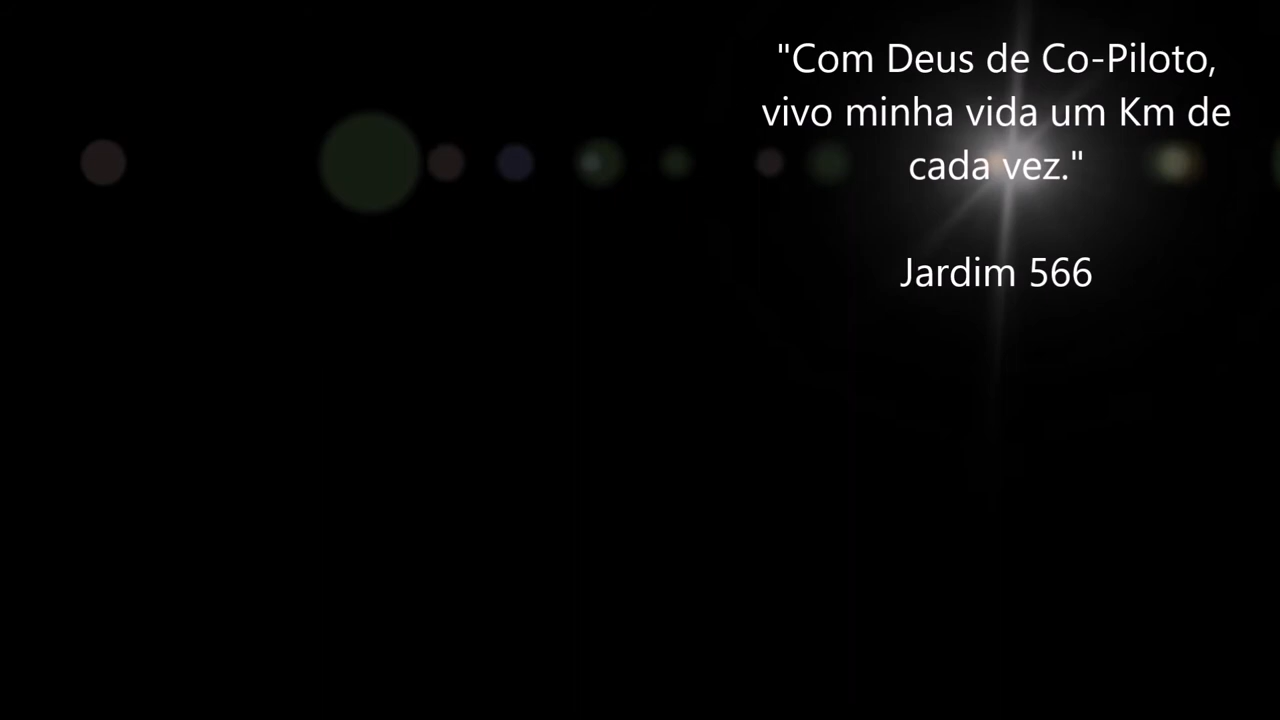 "Com Deus de Co-Piloto,
vivo minha vida um Km de
cada vez."
Jardim 566